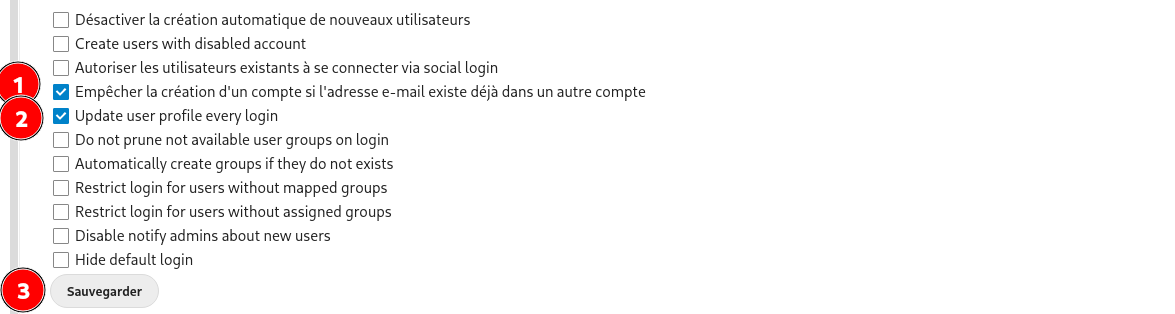 Désactiver la création automatique de nouveaux utilisateurs
Create users with disabled account
Autoriser les utilisateurs existants à se connecter via social login
1
Empêcher la création d'un compte si l'adresse e-mail existe déjà dans un autre compte
2
Update user profile every login
Do not prune not available user groups on login
Automatically create groups if they do not exists
Restrict login for users without mapped groups
Restrict login for users without assigned groups
Disable notify admins about new users
Hide default login
3
Sauvegarder